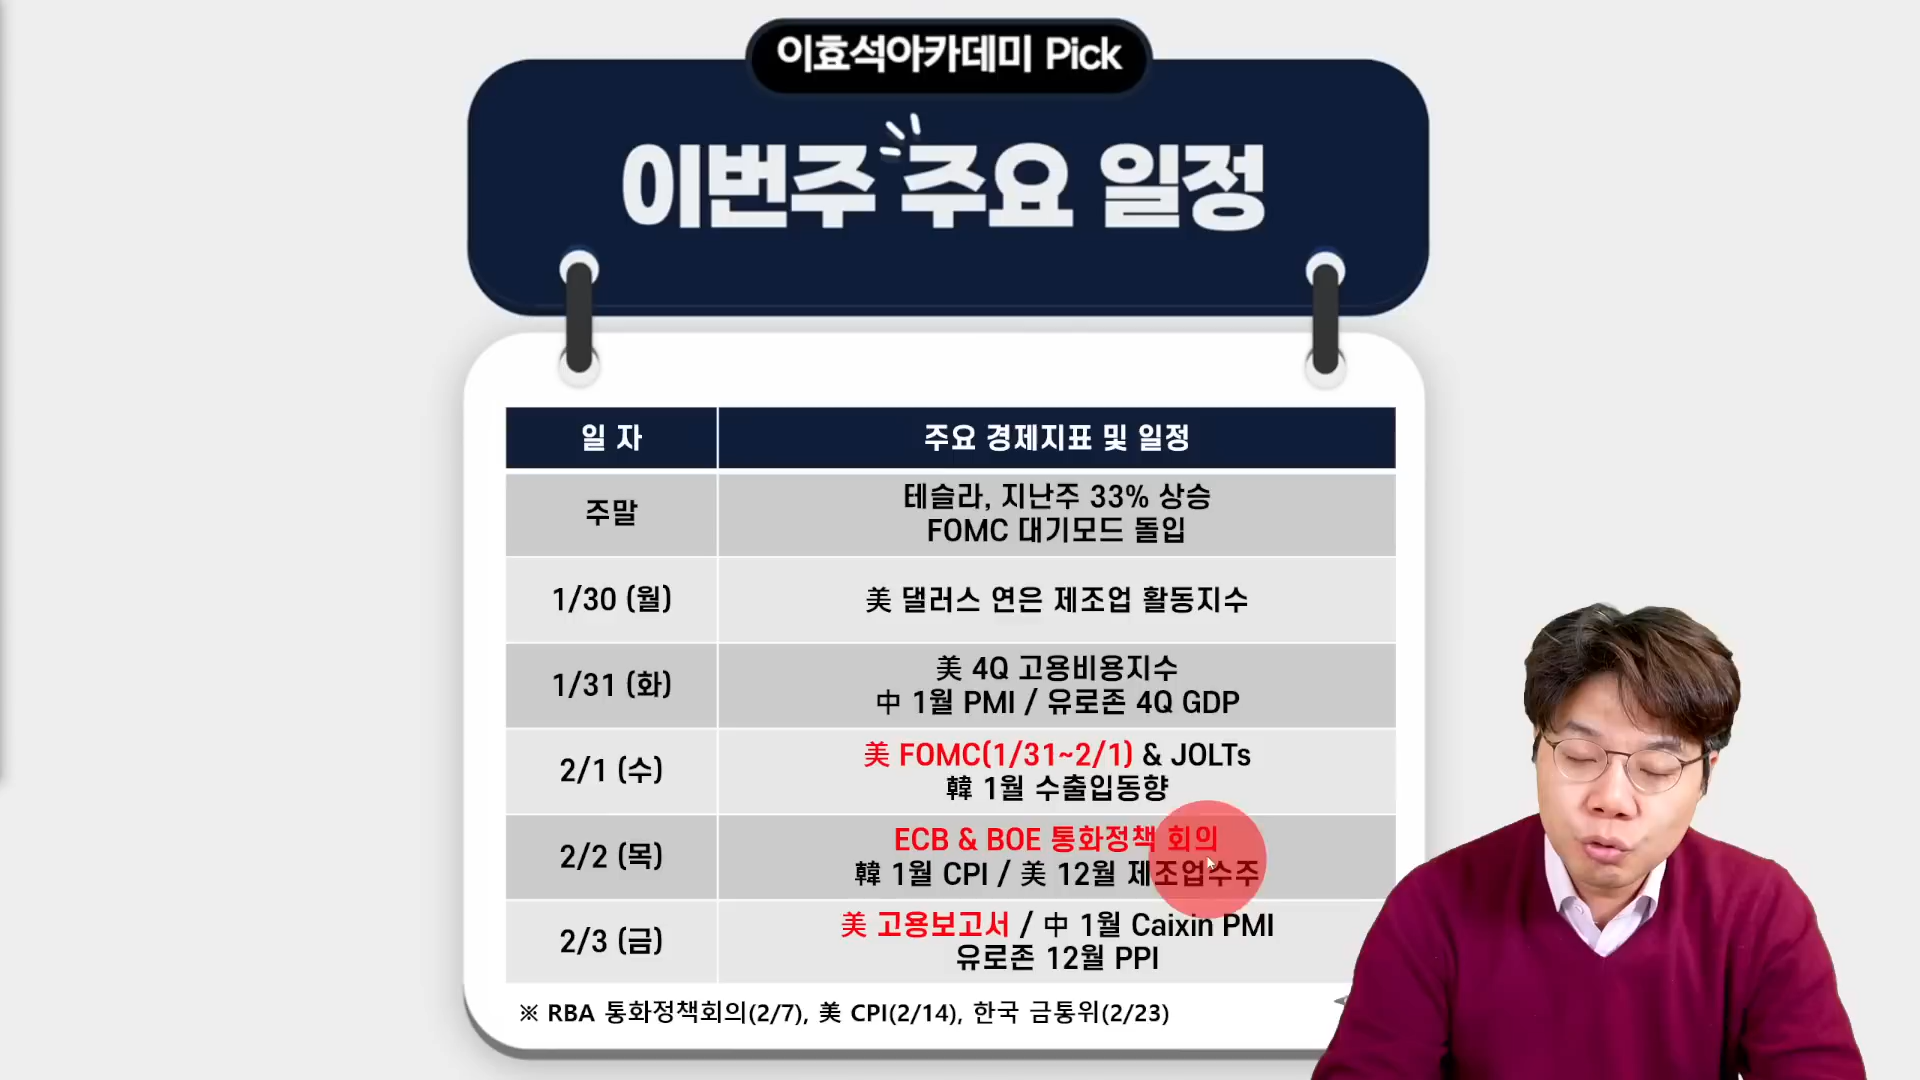 이효석아카데미 Pick
이번주 주요 일정
일 자
주요 경제지표 및 일정
주말
테슬라, 지난주 33% 상승
FOMC 대기모드 돌입
1/30 (월)
美 댈러스 연은 제조업 활동지수
1/31 (화)
美 4Q 고용비용지수
中 1월 PMI / 유로존 4Q GDP
2/1 (수)
美 FOMC(1/31~2/1) & JOLTs
韓 1월 수출입동향
2/2 (목)
ECB & BOE 통화정책 회의
韓 1월 CPI / 美 12월 제조업수주
2/3 (금)
美 고용보고서 / 中 1월 Caixin PMI
유로존 12월 PPI
※ RBA 통화정책회의(2/7), 美 CPI(2/14), 한국 금통위(2/23)